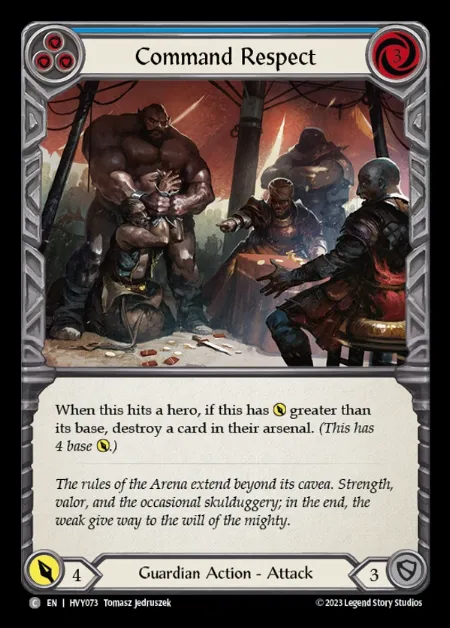 Command Respect
3
When this hits a hero, if this has greater than
its base, destroy a card in their arsenal. (This has
4 base .)
The rules of the Arena extend beyond its cavea. Strength,
valor, and the occasional skulduggery; in the end, the
weak give way to the will of the mighty.
4
Guardian Action - Attack
3
C EN | HVY073 Tomasz Jedruszek
© 2023 Legend Story Studios